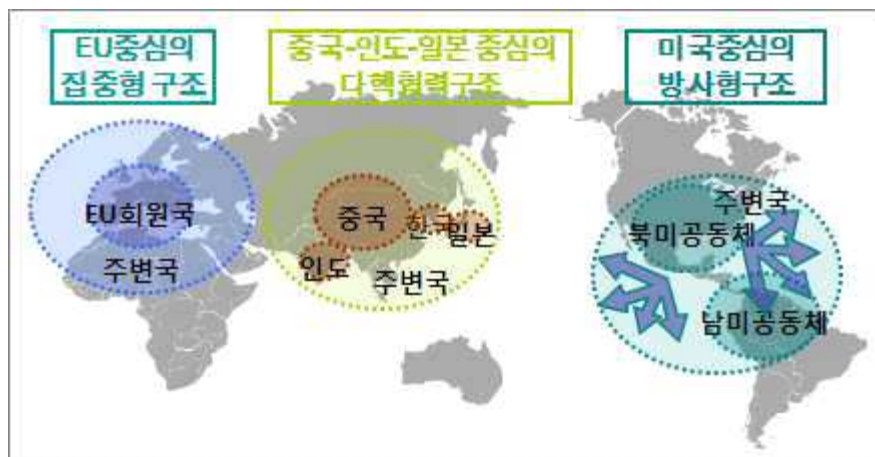 EU중심의
집중형 구조
중국-인도-일본 중심의
다핵협력구조
미국중심의
방사형구조
EU회원국
주변국
중국
한국
일본
인도
주변국
주변국
북미공동체
남미공동체